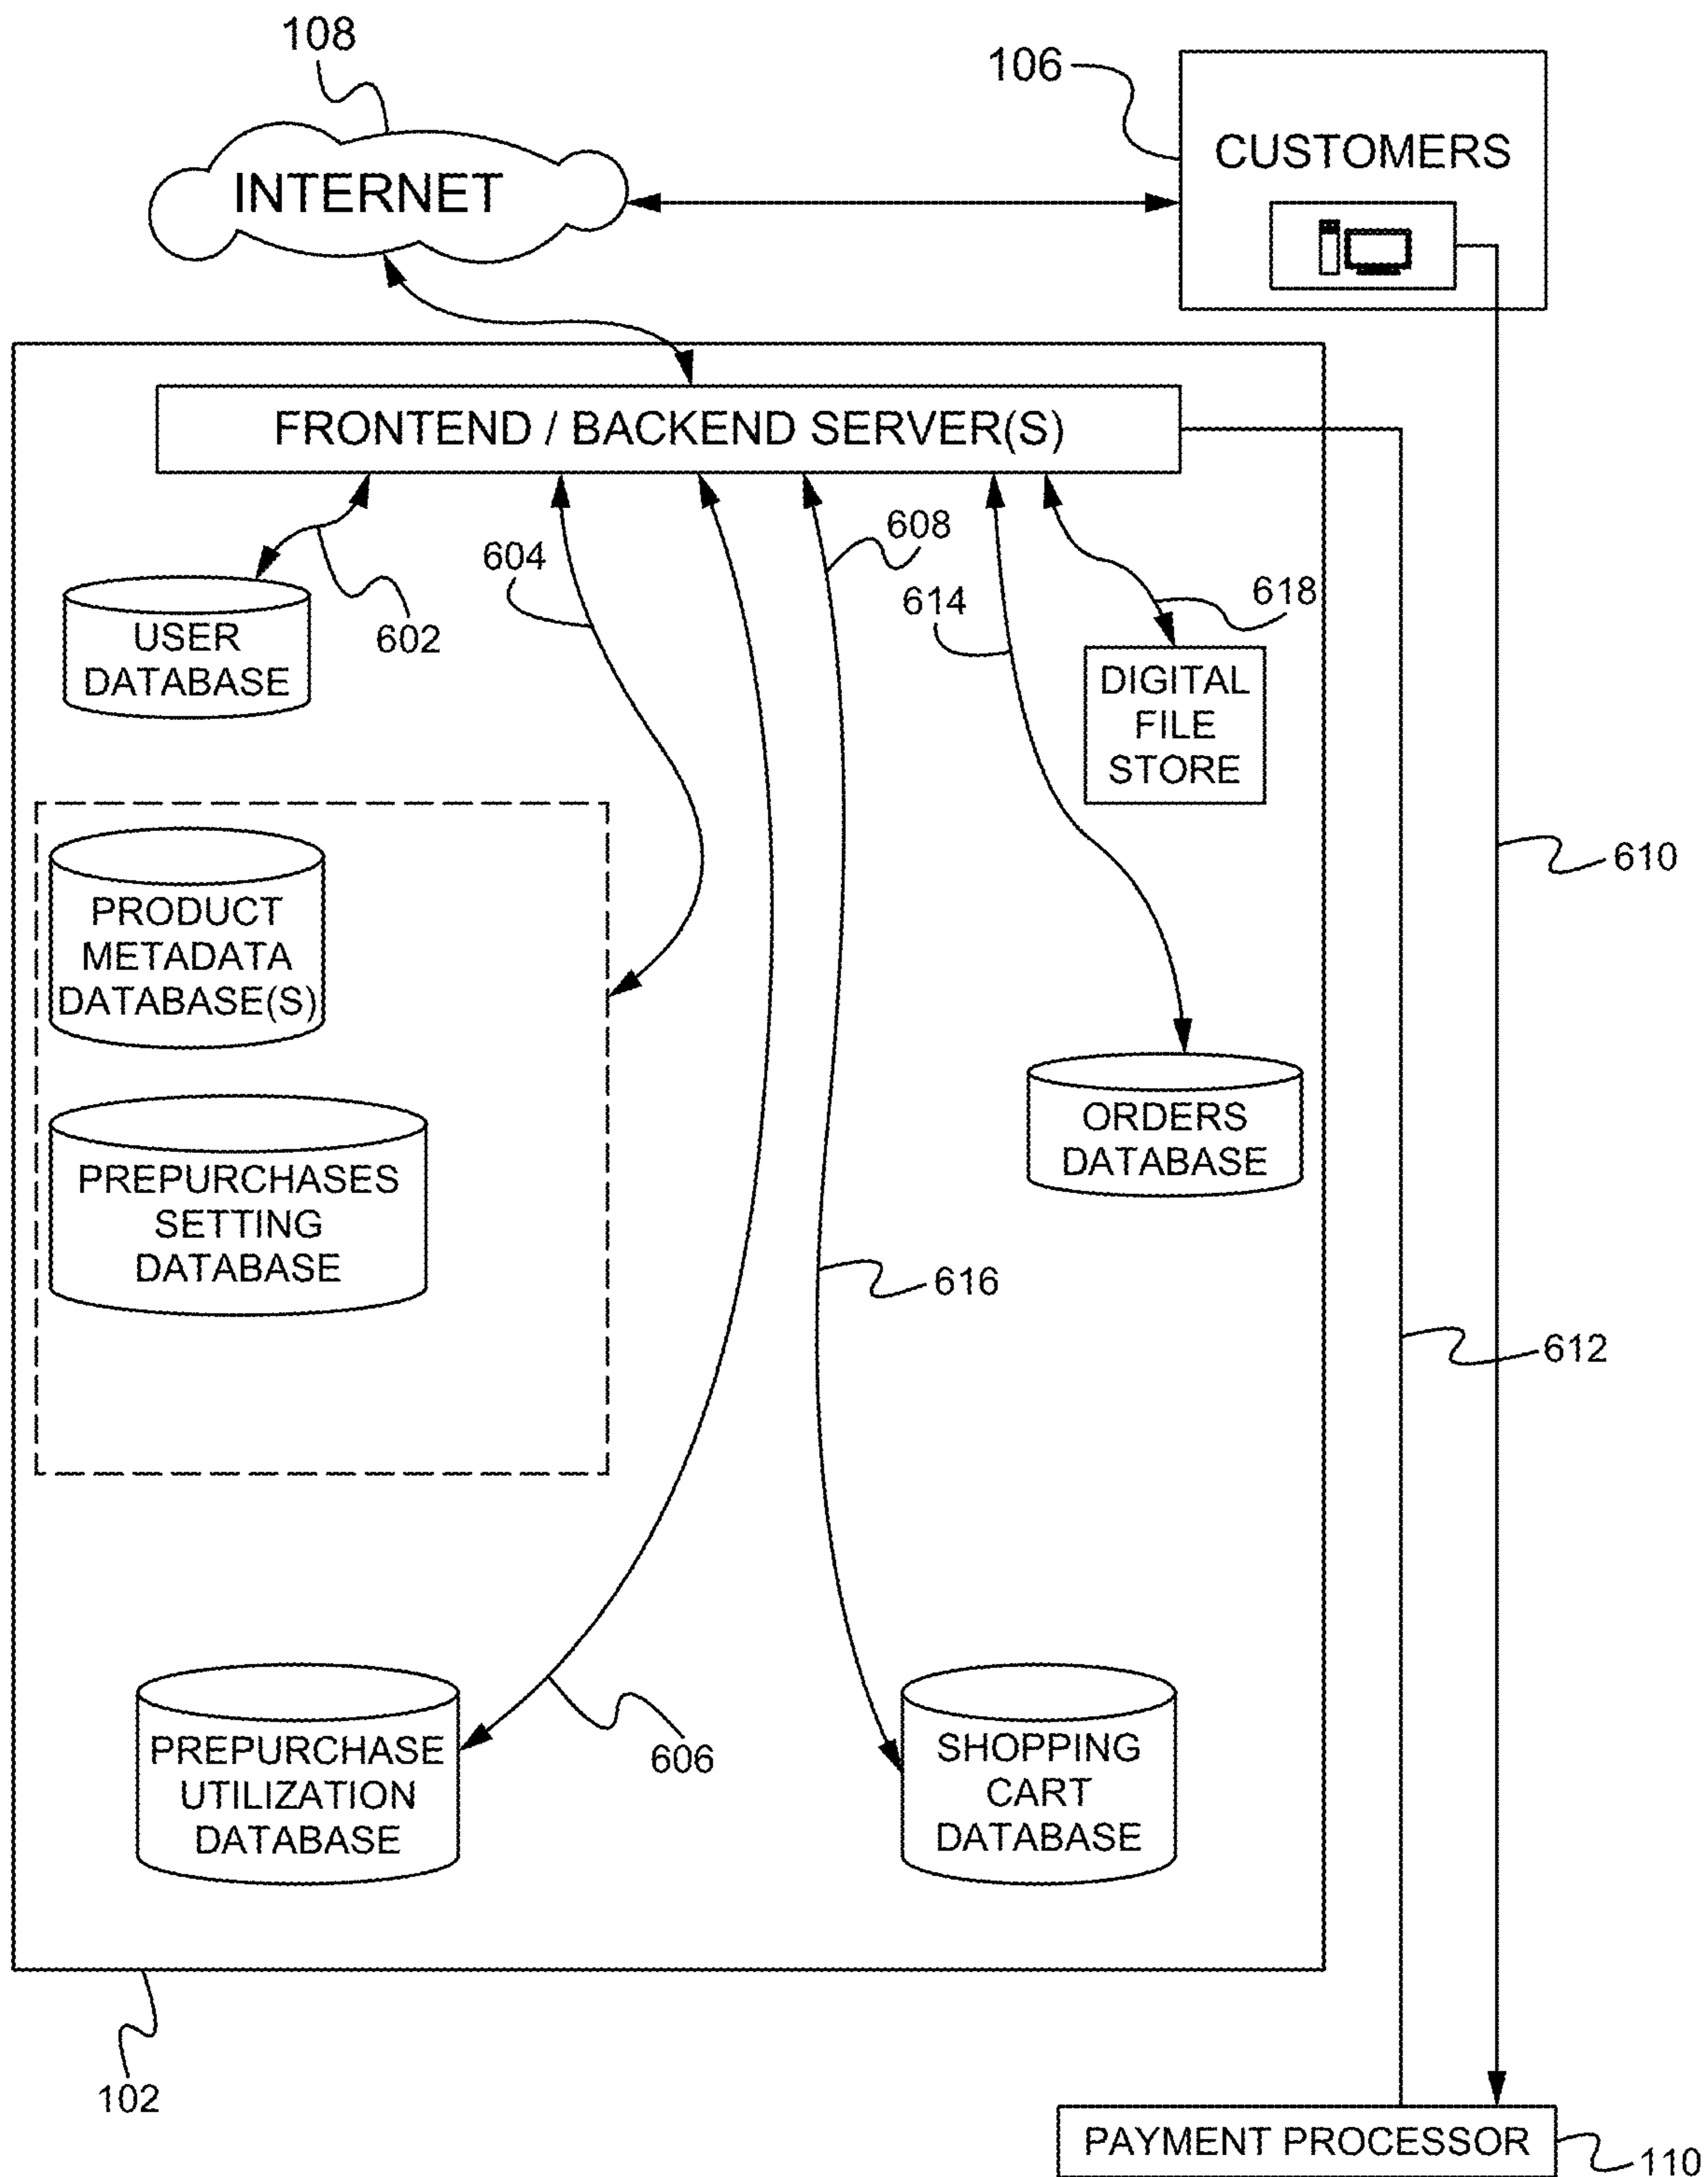 108
106
CUSTOMERS
INTERNET
FRONTEND / BACKEND SERVER(S)
608
604
614
618
602
USER
DATABASE
DIGITAL
FILE
STORE
610
PRODUCT
METADATA
DATABASE(S)
ORDERS
DATABASE
PREPURCHASES
SETTING
DATABASE
616
612
606
PREPURCHASE
UTILIZATION
DATABASE
SHOPPING
CART
DATABASE
102
PAYMENT PROCESSOR
110